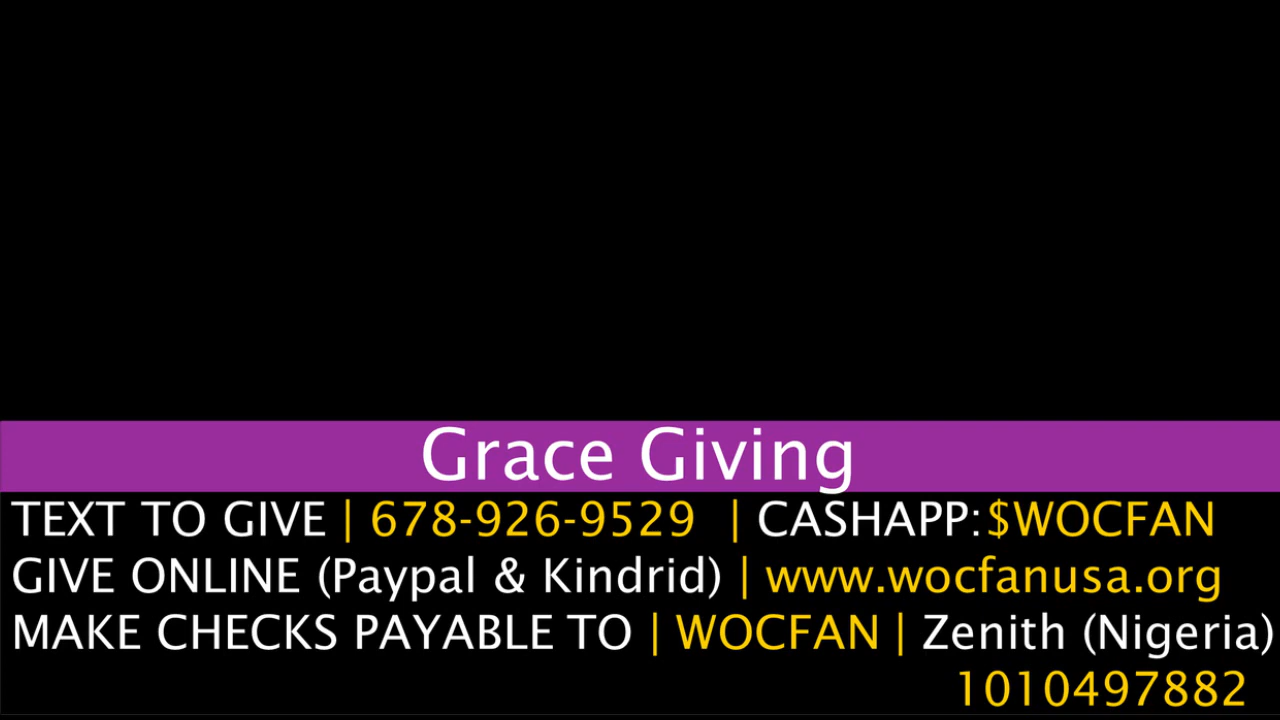 Grace Giving
TEXT TO GIVE | 678-926-9529 | CASHAPP: $WOCFAN
GIVE ONLINE (Paypal & Kindrid) | www.wocfanusa.org
MAKE CHECKS PAYABLE TO | WOCFAN | Zenith (Nigeria)
1010497882